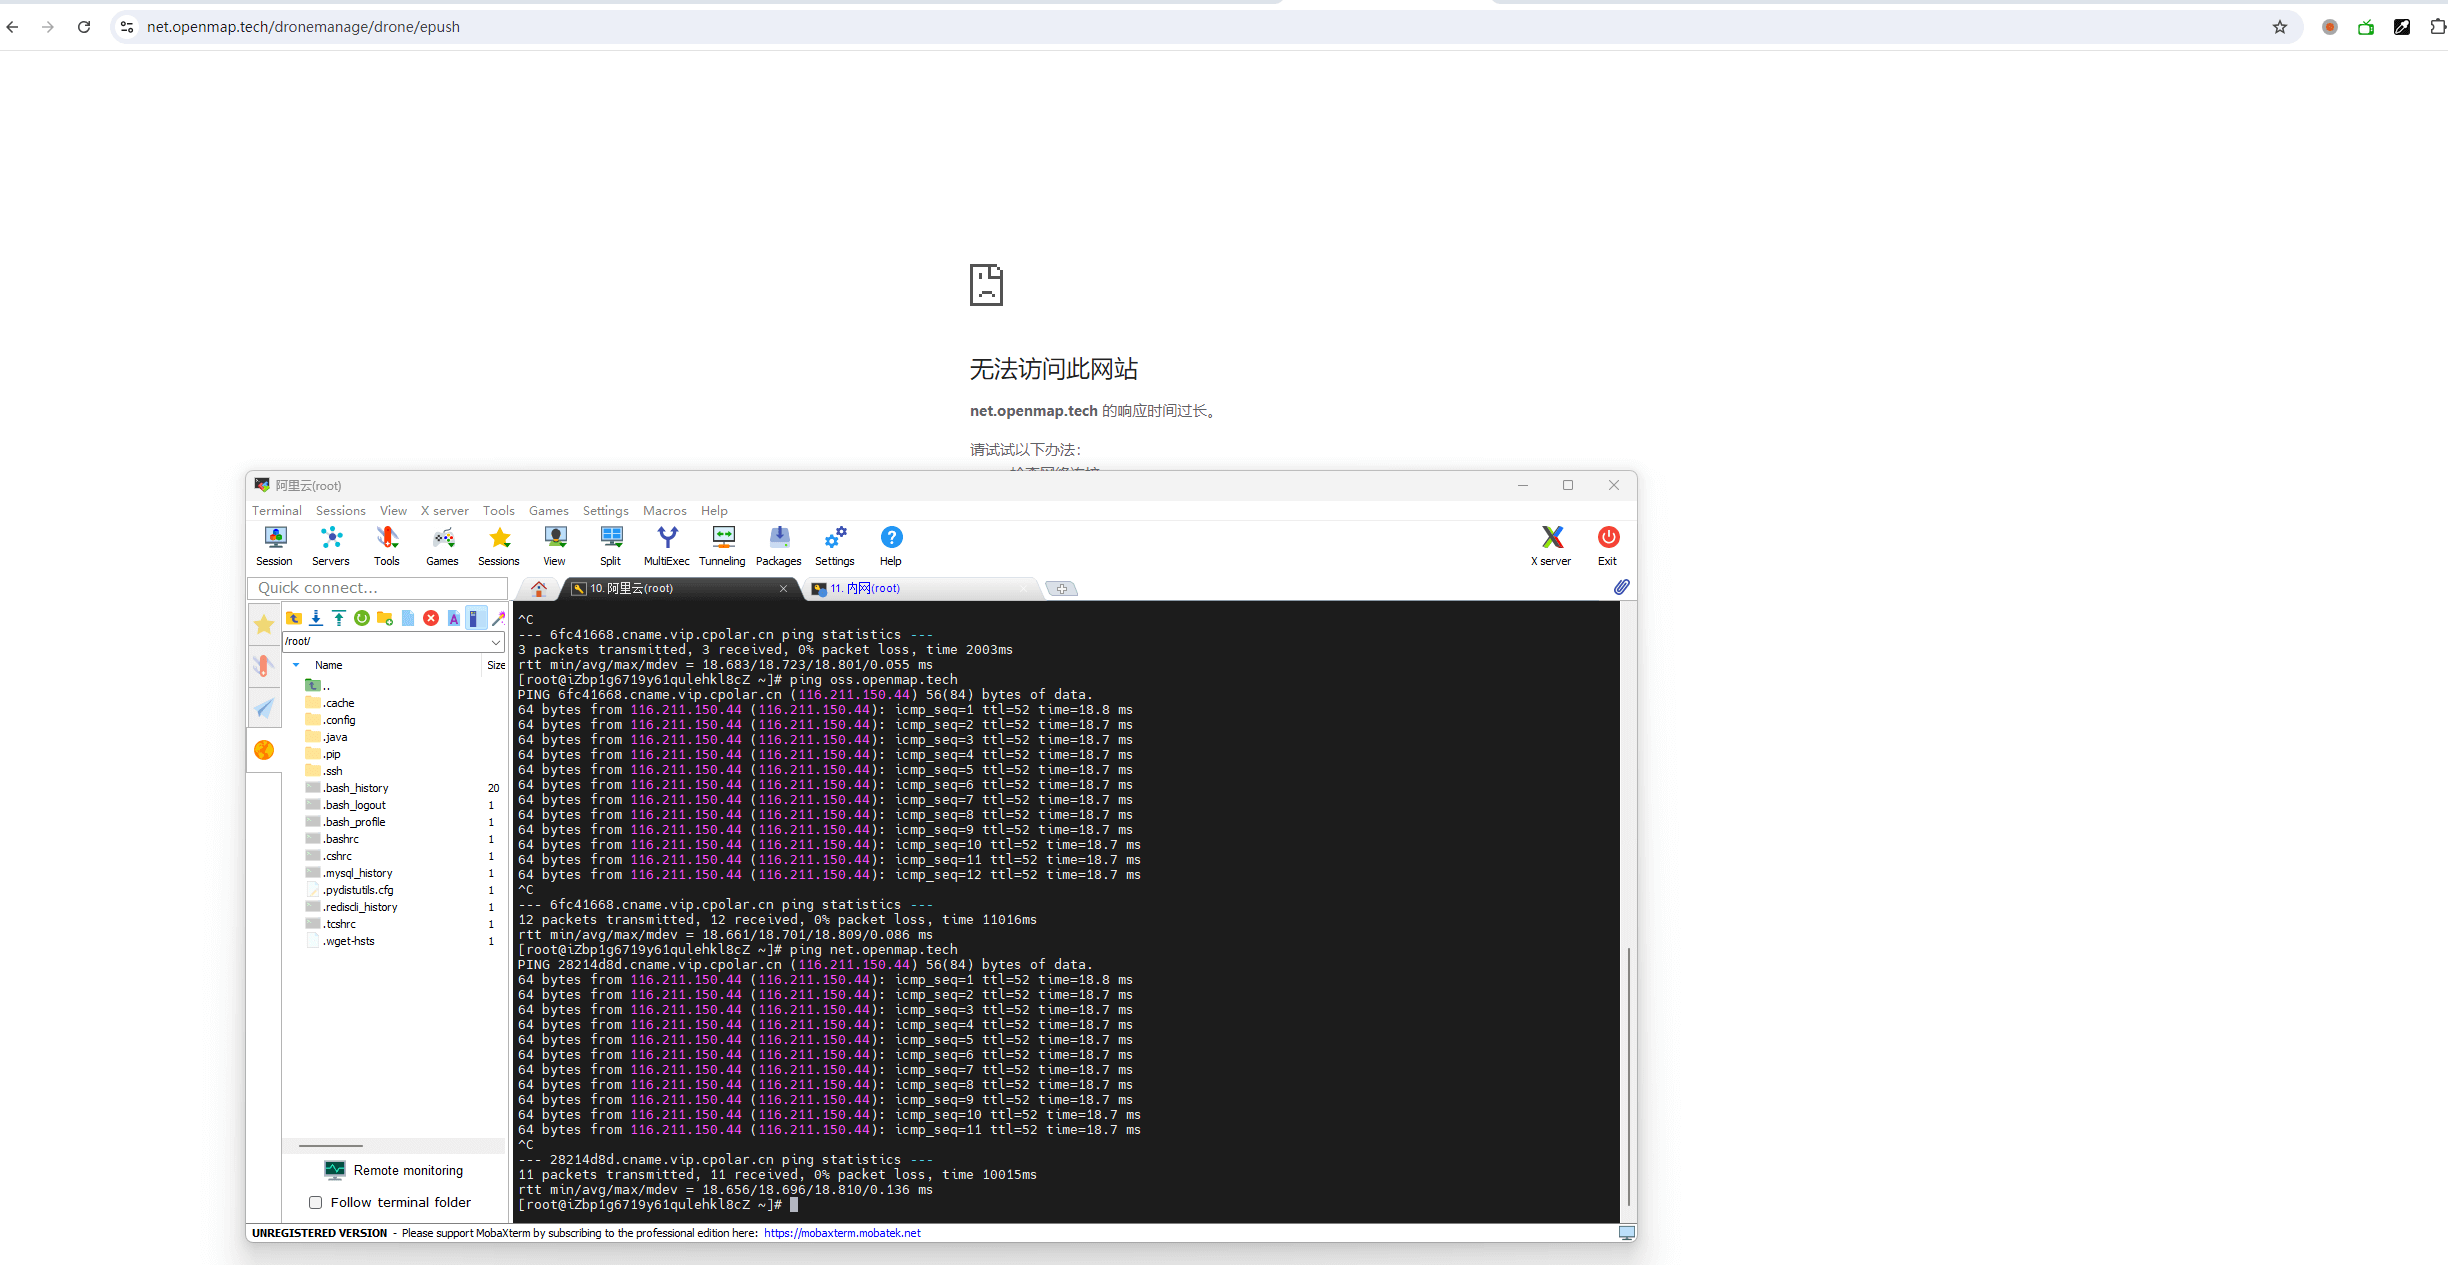 net.openmap.tech/dronemanage/drone/epush
无法访问此网站
net.openmap.tech 的响应时间过长。
请试试以下办法：
阿里云(root)
Terminal Sessions View X server Tools Games Settings Macros Help
Session Servers Tools Games Sessions View Split MultiExec Tunneling Packages Settings Help X server Exit
Quick connect...
10. 阿里云(root)
11. 内网(root)
/root/
Name Size
..
.cache
.config
.java
.pip
.ssh
.bash_history 20
.bash_logout 1
.bash_profile 1
.bashrc 1
.cshrc 1
.mysql_history 1
.pydistutils.cfg 1
.rediscli_history 1
.tcshrc 1
.wget-hsts 1
Remote monitoring
Follow terminal folder
^C
--- 6fc41668.cname.vip.cpolar.cn ping statistics ---
3 packets transmitted, 3 received, 0% packet loss, time 2003ms
rtt min/avg/max/mdev = 18.683/18.723/18.801/0.055 ms
[root@iZbp1g6719y61qulehkl8cZ ~]# ping oss.openmap.tech
PING 6fc41668.cname.vip.cpolar.cn (116.211.150.44) 56(84) bytes of data.
64 bytes from 116.211.150.44 (116.211.150.44): icmp_seq=1 ttl=52 time=18.8 ms
64 bytes from 116.211.150.44 (116.211.150.44): icmp_seq=2 ttl=52 time=18.7 ms
64 bytes from 116.211.150.44 (116.211.150.44): icmp_seq=3 ttl=52 time=18.7 ms
64 bytes from 116.211.150.44 (116.211.150.44): icmp_seq=4 ttl=52 time=18.7 ms
64 bytes from 116.211.150.44 (116.211.150.44): icmp_seq=5 ttl=52 time=18.7 ms
64 bytes from 116.211.150.44 (116.211.150.44): icmp_seq=6 ttl=52 time=18.7 ms
64 bytes from 116.211.150.44 (116.211.150.44): icmp_seq=7 ttl=52 time=18.7 ms
64 bytes from 116.211.150.44 (116.211.150.44): icmp_seq=8 ttl=52 time=18.7 ms
64 bytes from 116.211.150.44 (116.211.150.44): icmp_seq=9 ttl=52 time=18.7 ms
64 bytes from 116.211.150.44 (116.211.150.44): icmp_seq=10 ttl=52 time=18.7 ms
64 bytes from 116.211.150.44 (116.211.150.44): icmp_seq=11 ttl=52 time=18.7 ms
64 bytes from 116.211.150.44 (116.211.150.44): icmp_seq=12 ttl=52 time=18.7 ms
^C
--- 6fc41668.cname.vip.cpolar.cn ping statistics ---
12 packets transmitted, 12 received, 0% packet loss, time 11016ms
rtt min/avg/max/mdev = 18.661/18.701/18.809/0.086 ms
[root@iZbp1g6719y61qulehkl8cZ ~]# ping net.openmap.tech
PING 28214d8d.cname.vip.cpolar.cn (116.211.150.44) 56(84) bytes of data.
64 bytes from 116.211.150.44 (116.211.150.44): icmp_seq=1 ttl=52 time=18.8 ms
64 bytes from 116.211.150.44 (116.211.150.44): icmp_seq=2 ttl=52 time=18.7 ms
64 bytes from 116.211.150.44 (116.211.150.44): icmp_seq=3 ttl=52 time=18.7 ms
64 bytes from 116.211.150.44 (116.211.150.44): icmp_seq=4 ttl=52 time=18.7 ms
64 bytes from 116.211.150.44 (116.211.150.44): icmp_seq=5 ttl=52 time=18.7 ms
64 bytes from 116.211.150.44 (116.211.150.44): icmp_seq=6 ttl=52 time=18.7 ms
64 bytes from 116.211.150.44 (116.211.150.44): icmp_seq=7 ttl=52 time=18.7 ms
64 bytes from 116.211.150.44 (116.211.150.44): icmp_seq=8 ttl=52 time=18.7 ms
64 bytes from 116.211.150.44 (116.211.150.44): icmp_seq=9 ttl=52 time=18.7 ms
64 bytes from 116.211.150.44 (116.211.150.44): icmp_seq=10 ttl=52 time=18.7 ms
64 bytes from 116.211.150.44 (116.211.150.44): icmp_seq=11 ttl=52 time=18.7 ms
^C
--- 28214d8d.cname.vip.cpolar.cn ping statistics ---
11 packets transmitted, 11 received, 0% packet loss, time 10015ms
rtt min/avg/max/mdev = 18.656/18.696/18.810/0.136 ms
[root@iZbp1g6719y61qulehkl8cZ ~]#
UNREGISTERED VERSION - Please support MobaXterm by subscribing to the professional edition here: https://mobaxterm.mobatek.net